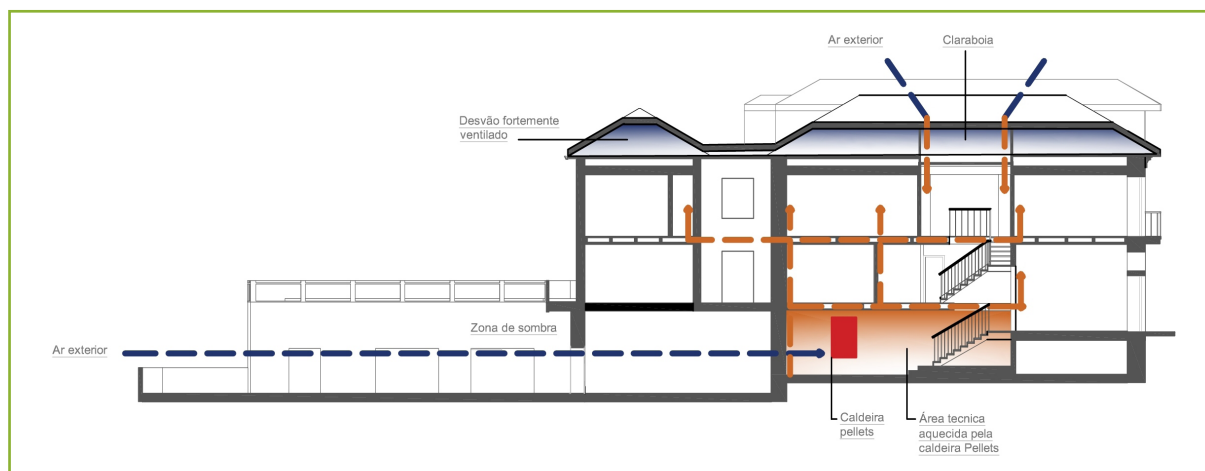 Ar exterior
Claraboia
Desvão fortemente
ventilado
Zona de sombra
Ar exterior
Caldeira
pellets
Área tecnica
aquecida pela
caldeira Pellets